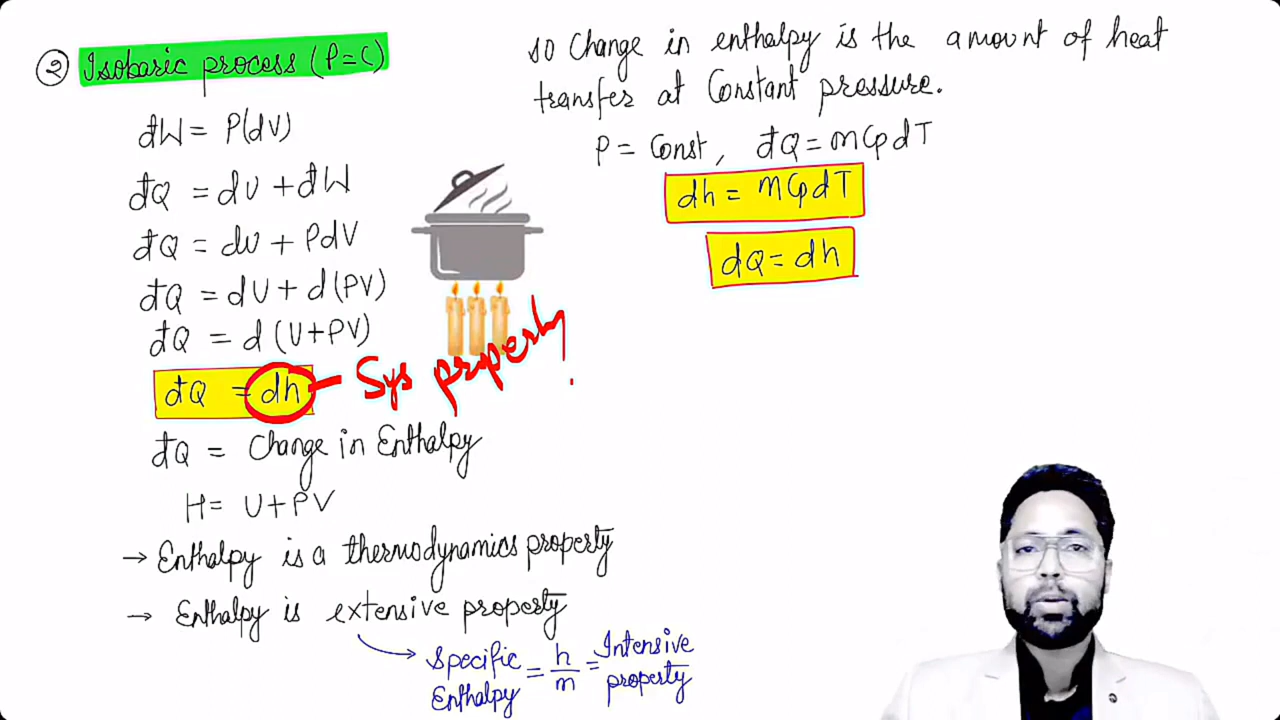 ② Isobaric process (P=C)
đW = P(dV)
đQ = dU + đW
đQ = dU + PdV
đQ = dU + d(PV)
đQ = d (U+PV)
đQ = dh – Sys property
đQ = Change in Enthalpy
H = U+PV
→ Enthalpy is a thermodynamics property
→ Enthalpy is extensive property
Specific Enthalpy = h/m = Intensive property
so Change in enthalpy is the amount of heat
transfer at Constant pressure.
P = Const, đQ = mCpdT
dh = mCpdT
dQ = dh